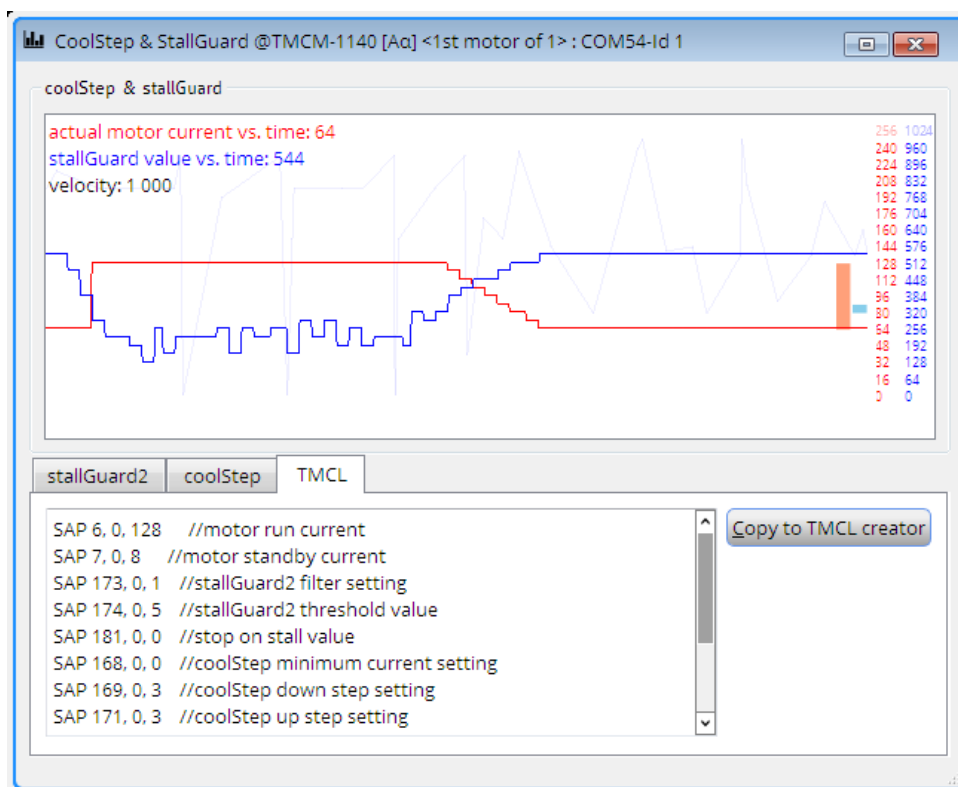 CoolStep & StallGuard @TMCM-1140 [Aα] <1st motor of 1> : COM54-Id 1
coolStep & stallGuard
actual motor current vs. time: 64
stallGuard value vs. time: 544
velocity: 1 000
256 1024
240 960
224 896
208 832
192 768
176 704
160 640
144 576
128 512
112 448
96 384
80 320
64 256
48 192
32 128
16 64
0 0
stallGuard2
coolStep
TMCL
SAP 6, 0, 128 //motor run current
SAP 7, 0, 8 //motor standby current
SAP 173, 0, 1 //stallGuard2 filter setting
SAP 174, 0, 5 //stallGuard2 threshold value
SAP 181, 0, 0 //stop on stall value
SAP 168, 0, 0 //coolStep minimum current setting
SAP 169, 0, 3 //coolStep down step setting
SAP 171, 0, 3 //coolStep up step setting
Copy to TMCL creator